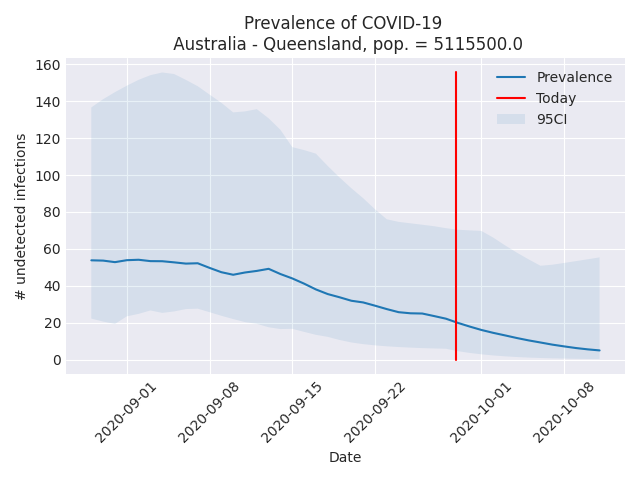 Prevalence of COVID-19
Australia - Queensland, pop. = 5115500.0
Prevalence
Today
95CI
# undetected infections
160
140
120
100
80
60
40
20
0
2020-09-01
2020-09-08
2020-09-15
2020-09-22
2020-10-01
2020-10-08
Date